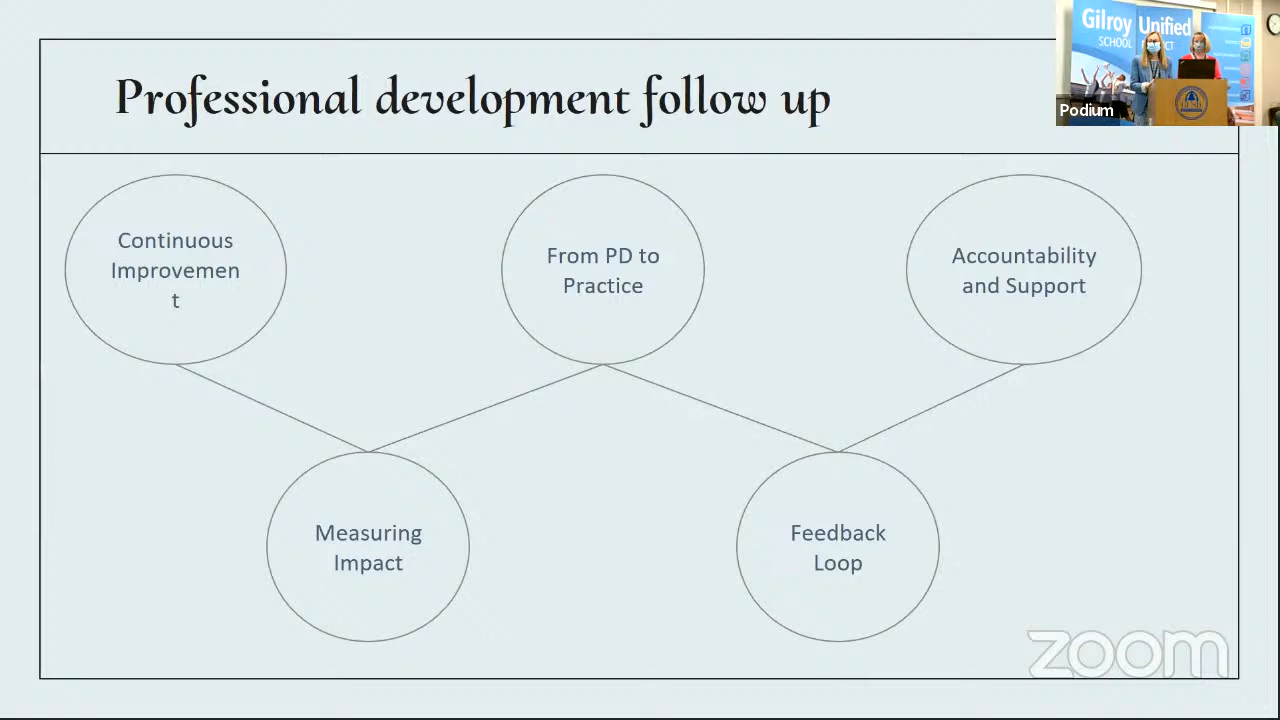 Professional development follow up
Gilroy Unified
SCHOOL
Podium
Continuous
Improvemen
t
From PD to
Practice
Accountability
and Support
Measuring
Impact
Feedback
Loop
zoom